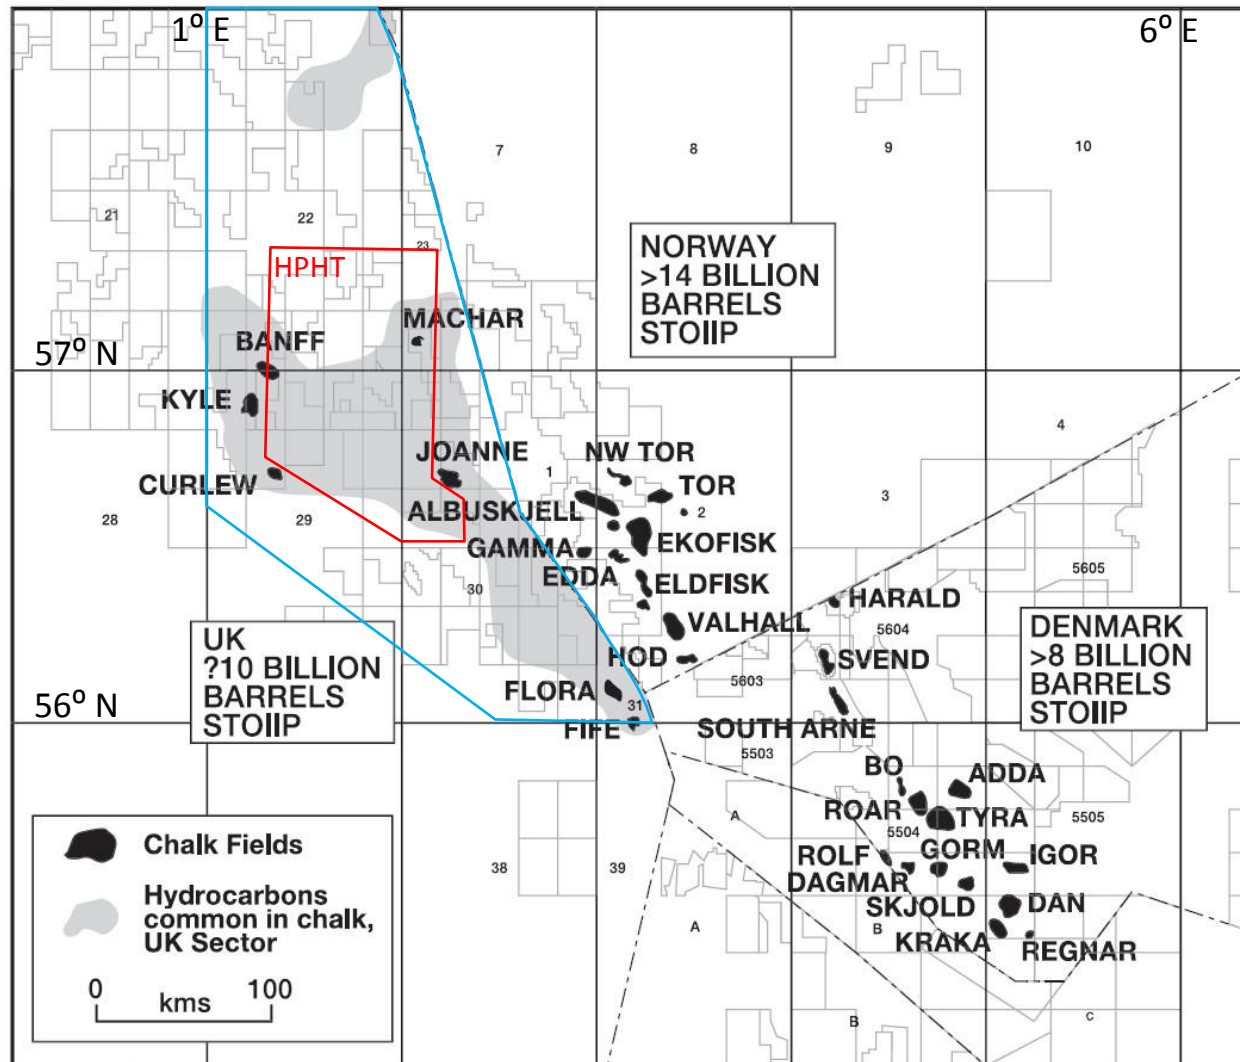 1⁰ E
6⁰ E
7
8
9
10
21
22
23
HPHT
NORWAY
>14 BILLION
BARRELS
STOIIP
MACHAR
BANFF
57⁰ N
KYLE
4
JOANNE
NW TOR
CURLEW
1
TOR
3
ALBUSKJELL
2
28
29
EKOFISK
GAMMA
EDDA
5605
ELDFISK
30
HARALD
VALHALL
5604
UK
?10 BILLION
BARRELS
STOIIP
DENMARK
>8 BILLION
BARRELS
STOIIP
HOD
SVEND
5603
FLORA
31
56⁰ N
FIFE
SOUTH ARNE
5503
BO
ADDA
A
ROAR
TYRA
5505
5504
Chalk Fields
38
39
ROLF
GORM
IGOR
DAGMAR
Hydrocarbons
common in chalk,
UK Sector
SKJOLD
DAN
A
B
KRAKA
REGNAR
0
100
kms
B
C